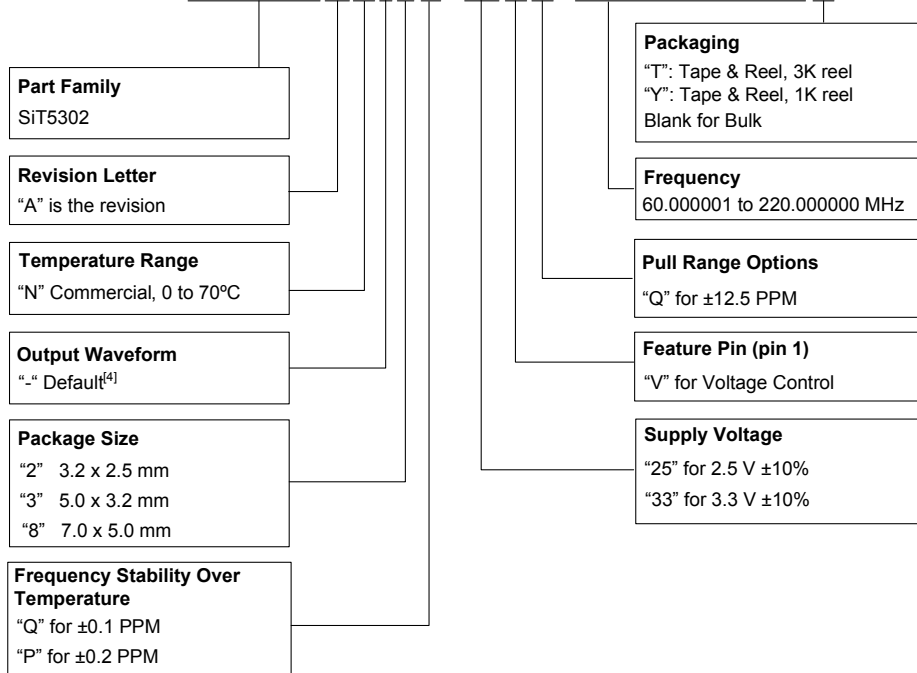 Part Family
SiT5302
Revision Letter
“A” is the revision
Temperature Range
“N” Commercial, 0 to 70ºC
Output Waveform
“-“ Default[4]
Package Size
“2” 3.2 x 2.5 mm
“3” 5.0 x 3.2 mm
“8” 7.0 x 5.0 mm
Frequency Stability Over
Temperature
“Q” for ±0.1 PPM
“P” for ±0.2 PPM
Packaging
“T”: Tape & Reel, 3K reel
“Y”: Tape & Reel, 1K reel
Blank for Bulk
Frequency
60.000001 to 220.000000 MHz
Pull Range Options
“Q” for ±12.5 PPM
Feature Pin (pin 1)
“V” for Voltage Control
Supply Voltage
“25” for 2.5 V ±10%
“33” for 3.3 V ±10%